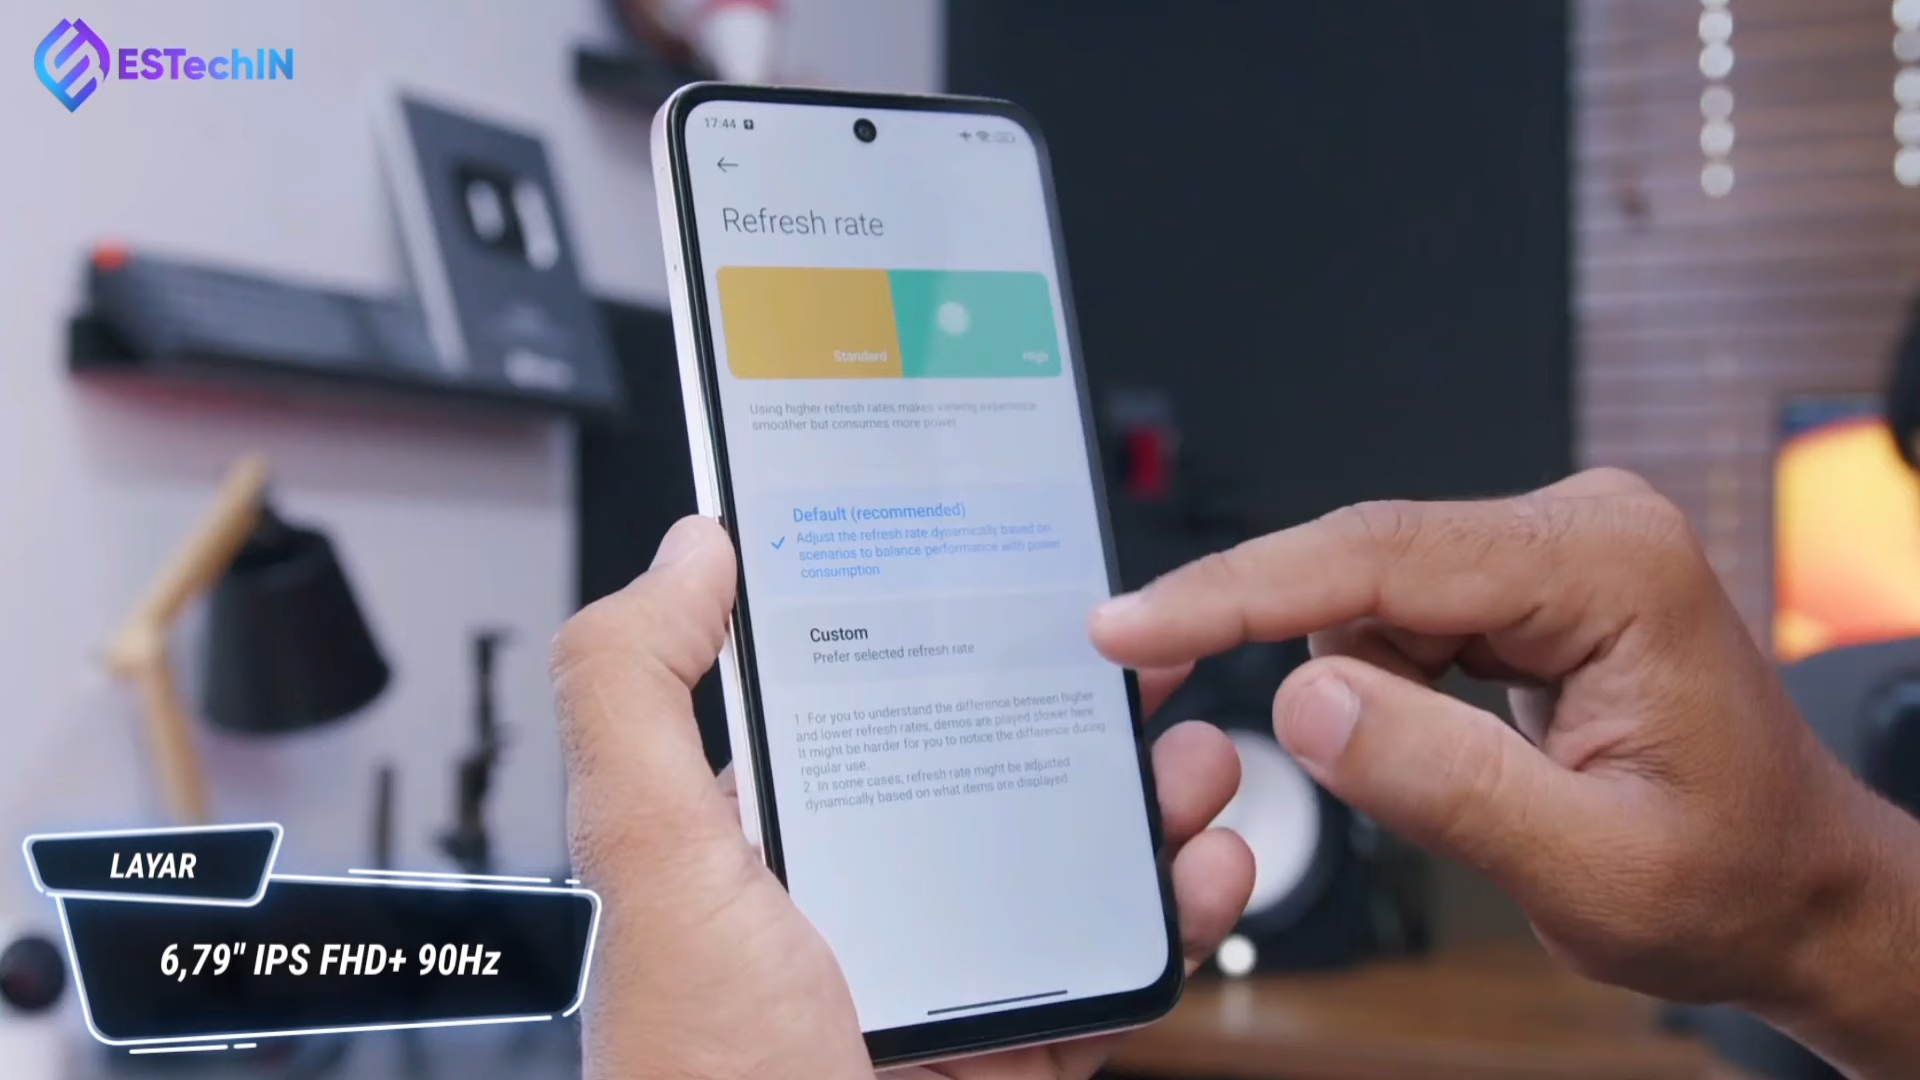 ESTechIN
17:44
Refresh rate
Standard
High
Using higher refresh rates makes viewing experience
smoother but consumes more power
Default (recommended)
Adjust the refresh rate dynamically based on
scenarios to balance performance with power
consumption
Custom
Prefer selected refresh rate
1. For you to understand the difference between higher
and lower refresh rates, demos are played slower here.
It might be harder for you to notice the difference during
regular use.
2. In some cases, refresh rate might be adjusted
dynamically based on what items are displayed
LAYAR
6,79" IPS FHD+ 90Hz